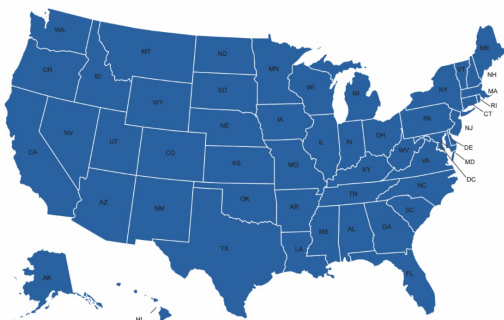 WA
MT
ND
MN
ME
OR
ID
WY
SD
WI
MI
VT
NH
NY
MA
RI
CT
NV
UT
CO
NE
IA
IL
IN
OH
PA
NJ
DE
MD
DC
CA
KS
MO
KY
WV
VA
AZ
NM
OK
AR
TN
NC
SC
TX
LA
MS
AL
GA
FL
AK
HI